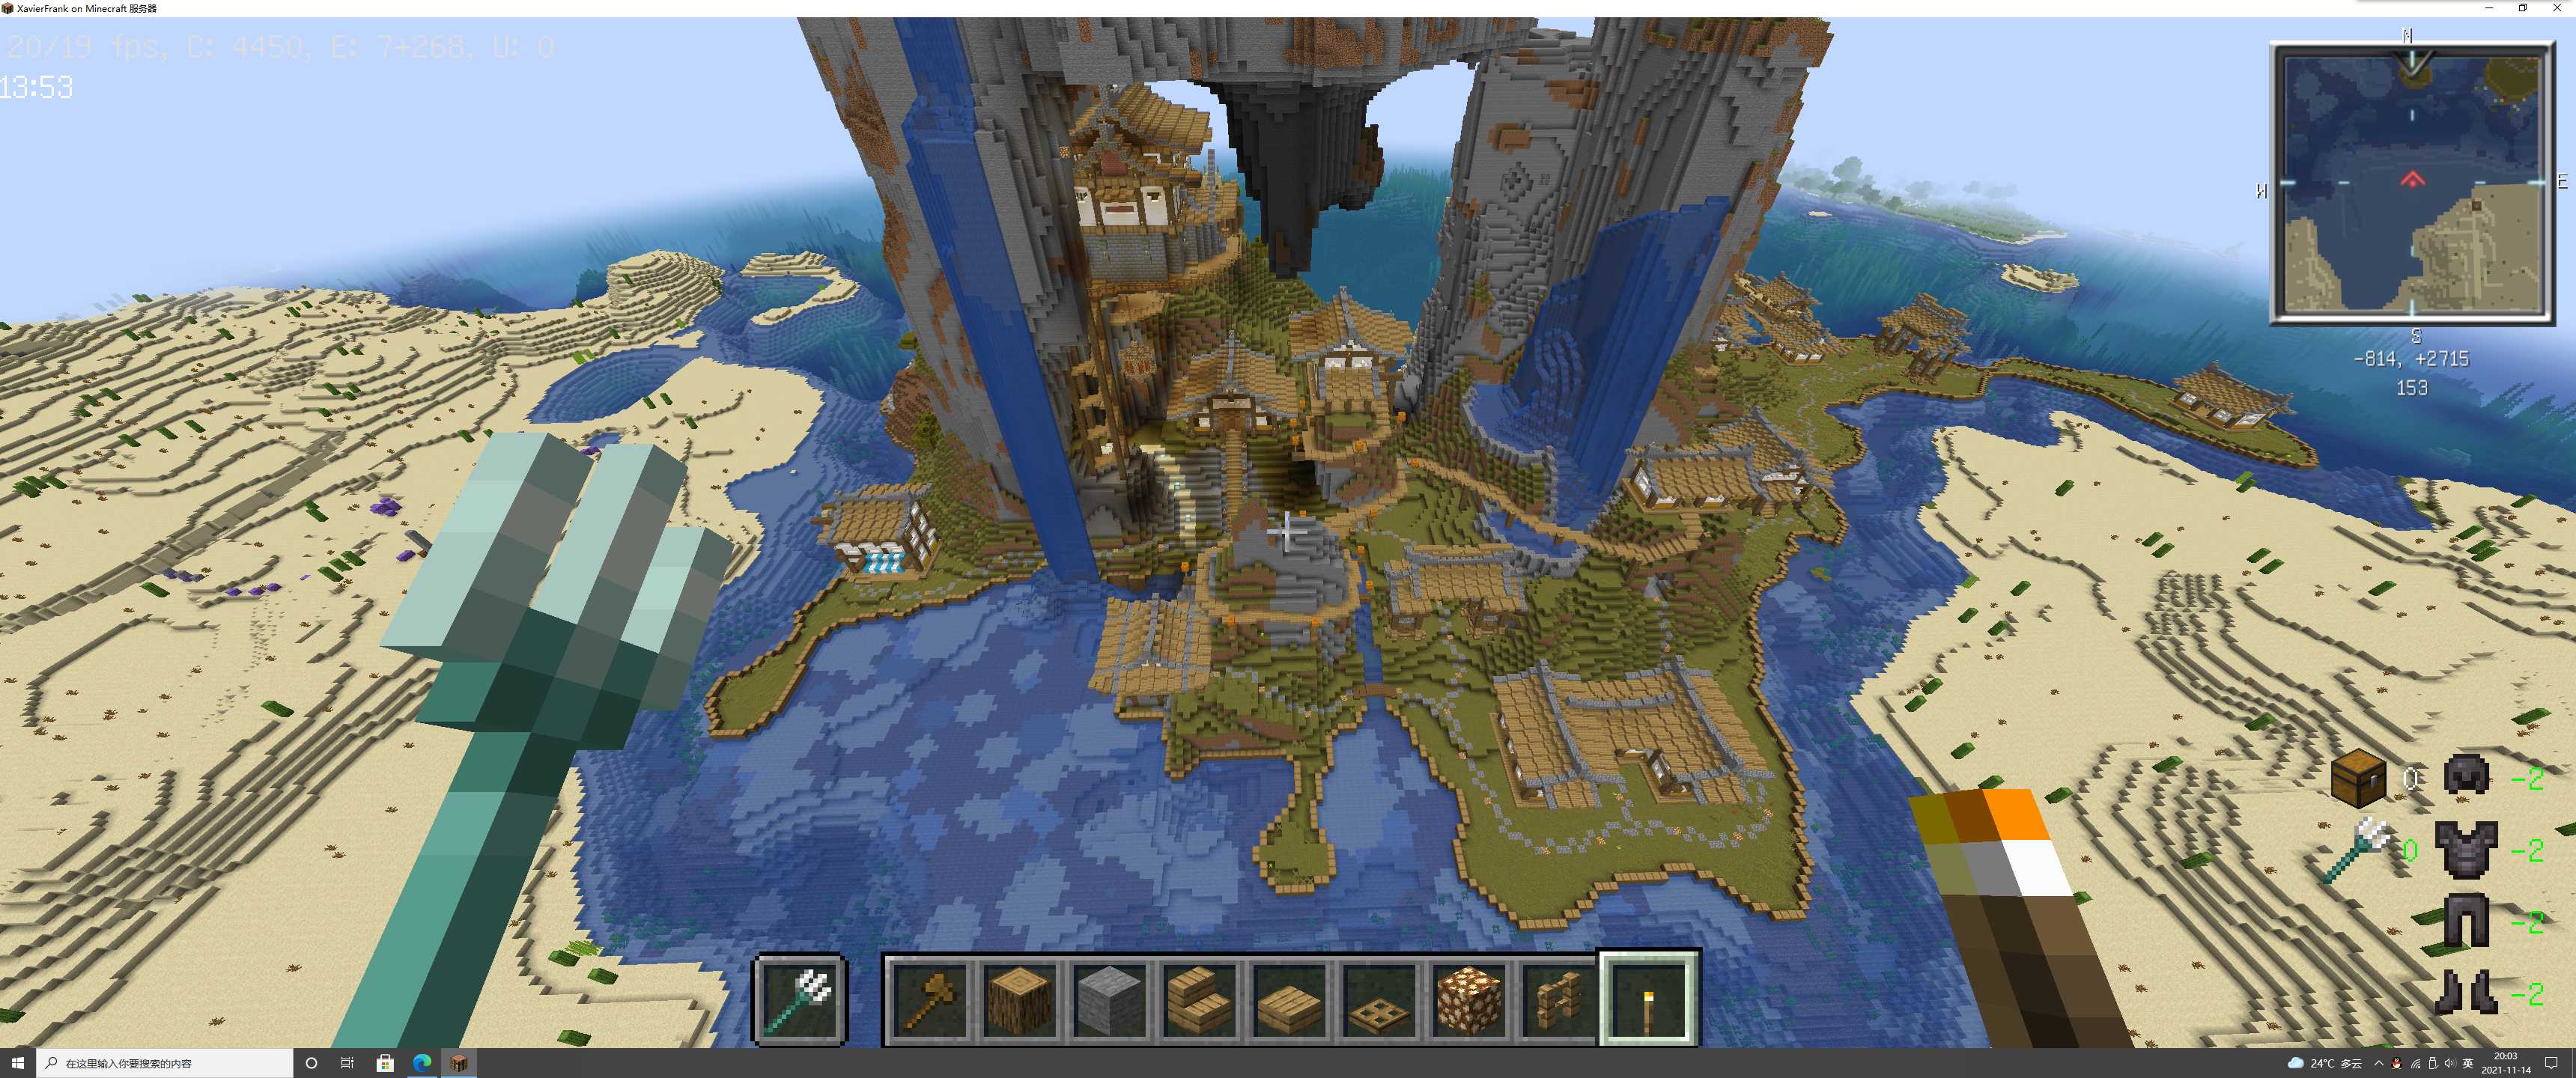 XavierFrank on Minecraft 服务器
20/19 fps, C: 4450, E: 7+268, U: 0
13:53
N
W
E
S
-814, +2715
153
0
-2
0
-2
-2
-2
在这里输入你要搜索的内容
24°C 多云
英
20:03
2021-11-14